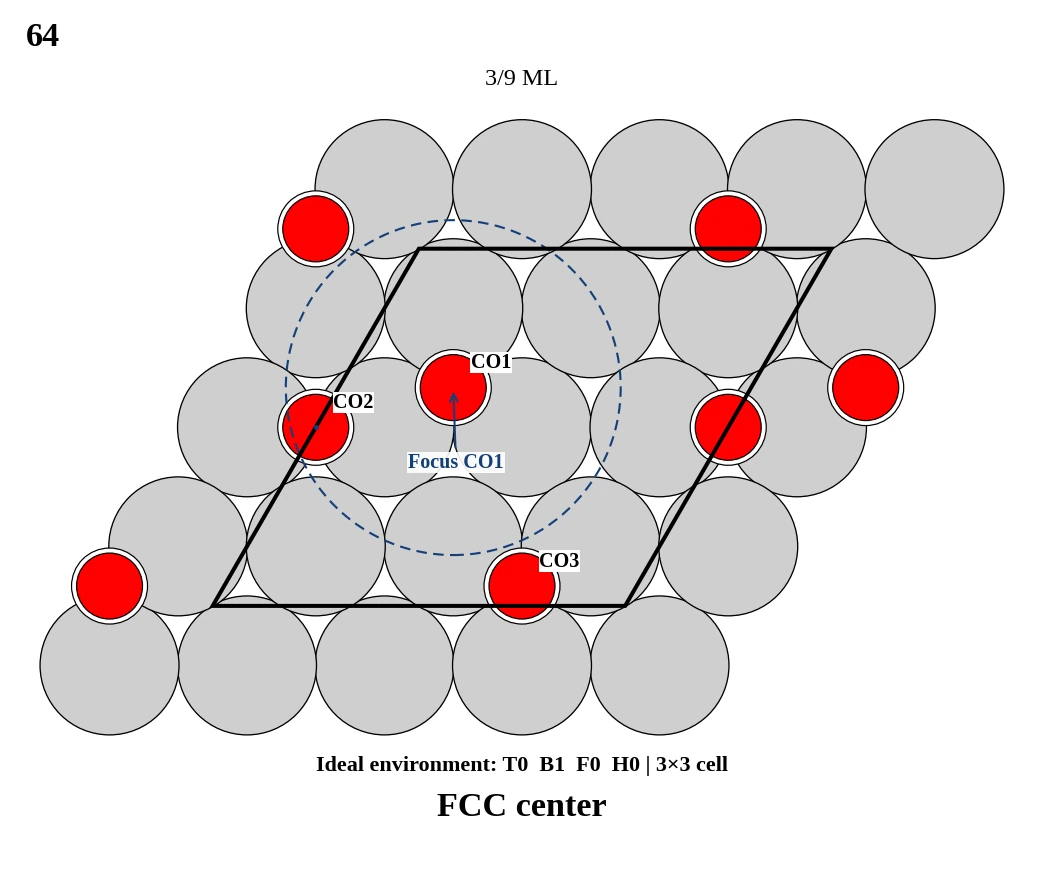 64
3/9 ML
CO1
CO2
Focus CO1
CO3
Ideal environment: T0 B1 F0 H0 | 3×3 cell
FCC center